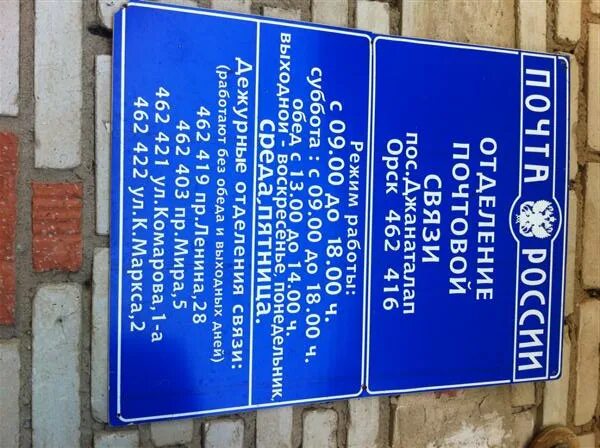 ПОЧТА РОССИИ
ОТДЕЛЕНИЕ
ПОЧТОВОЙ
СВЯЗИ
пос.Джанаталап
Орск 462 416
Режим работы:
с 09.00 до 18.00 ч.
суббота : с 09.00 до 18.00 ч.
обед с 13.00 до 14.00 ч.
выходной - воскресенье, понедельник,
среда,пятница.
Дежурные отделения связи:
(работают без обеда и выходных дней)
462 419 пр.Ленина,28
462 403 пр.Мира,5
462 421 ул.Комарова,1-а
462 422 ул.К.Маркса,2